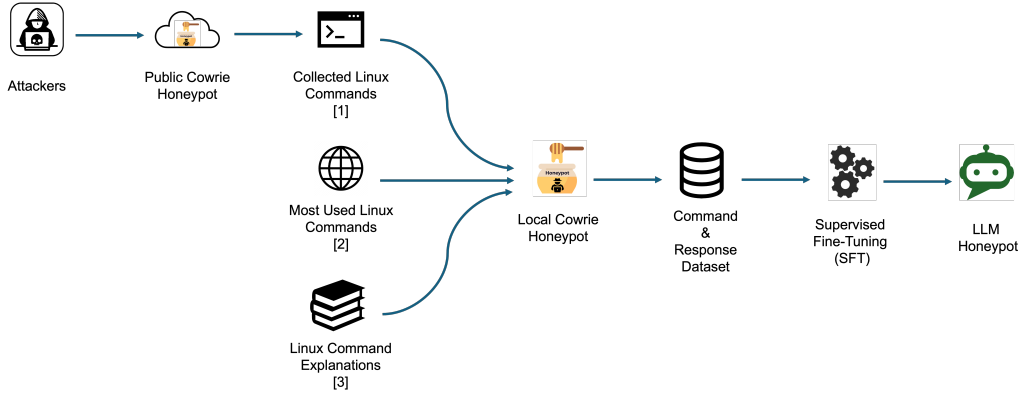 Attackers
Public Cowrie
Honeypot
Collected Linux
Commands
[1]
Most Used Linux
Commands
[2]
Linux Command
Explanations
[3]
Honeypot
Local Cowrie
Honeypot
Command
&
Response
Dataset
Supervised
Fine-Tuning
(SFT)
LLM
Honeypot